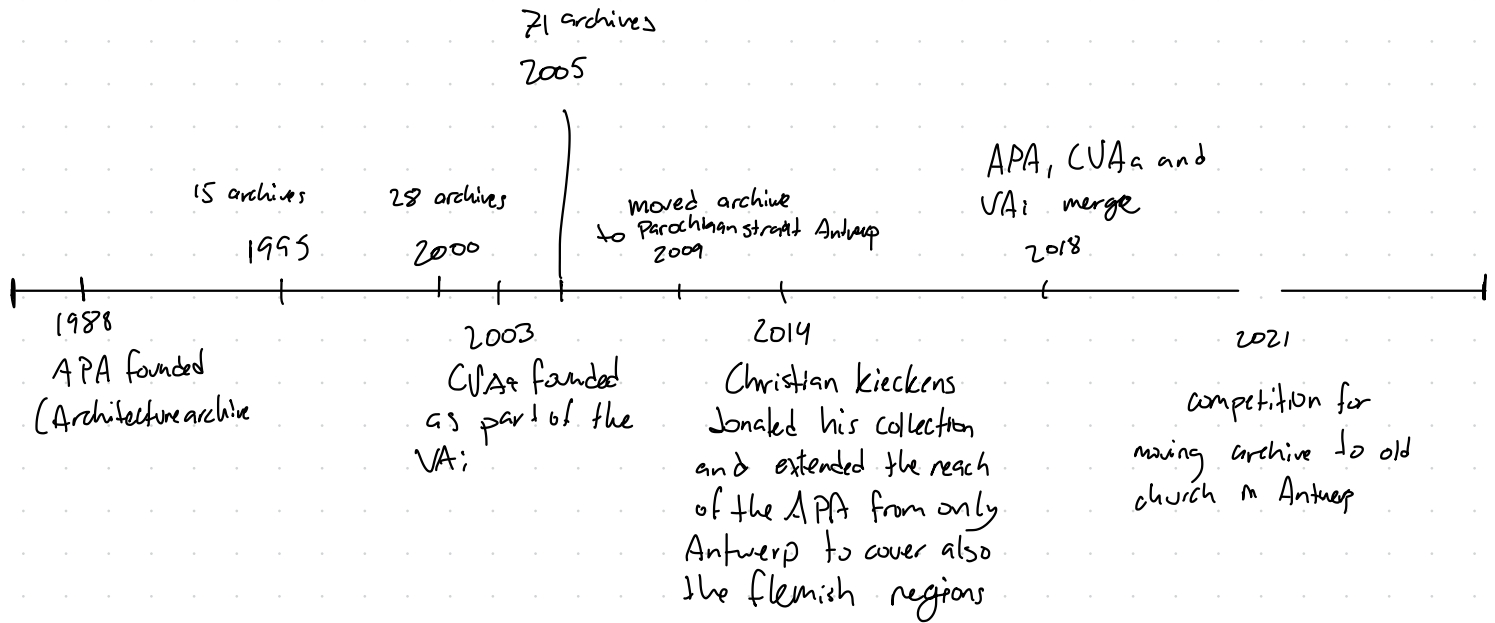 71 archives
2005
15 archives
1995
28 archives
2000
moved archive
to Parochiaanstraat Antwerp
2009
APA, CVAa and
VAi merge
2018
1988
APA founded
(Architecturearchive
2003
CVAa founded
as part of the
VAi
2014
Christian kieckens
donated his collection
and extended the reach
of the APA from only
Antwerp to cover also
the flemish regions
2021
competition for
moving archive to old
church in Antwerp